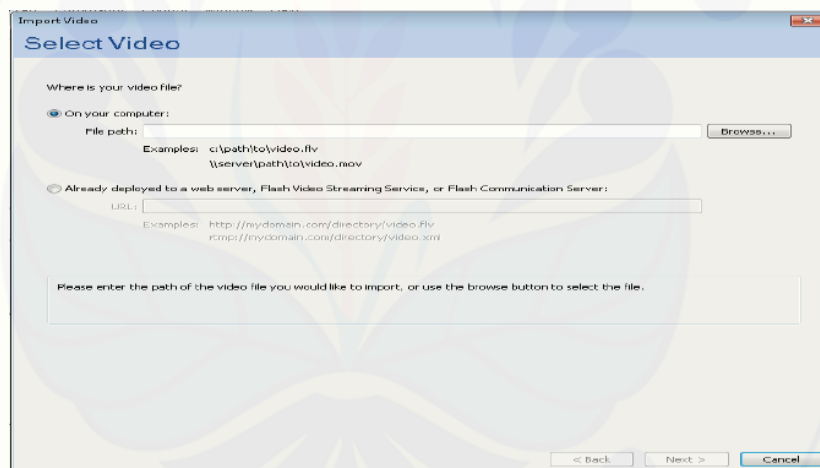 Import Video
Select Video
Where is your video file?
On your computer:
File path:
Browse...
Examples: c:\path\to\video.flv
\\server\path\to\video.mov
Already deployed to a web server, Flash Video Streaming Service, or Flash Communication Server:
URL:
Examples: http://mydomain.com/directory/video.flv
rtmp://mydomain.com/directory/video.xml
Please enter the path of the video file you would like to import, or use the browse button to select the file.
< Back Next > Cancel